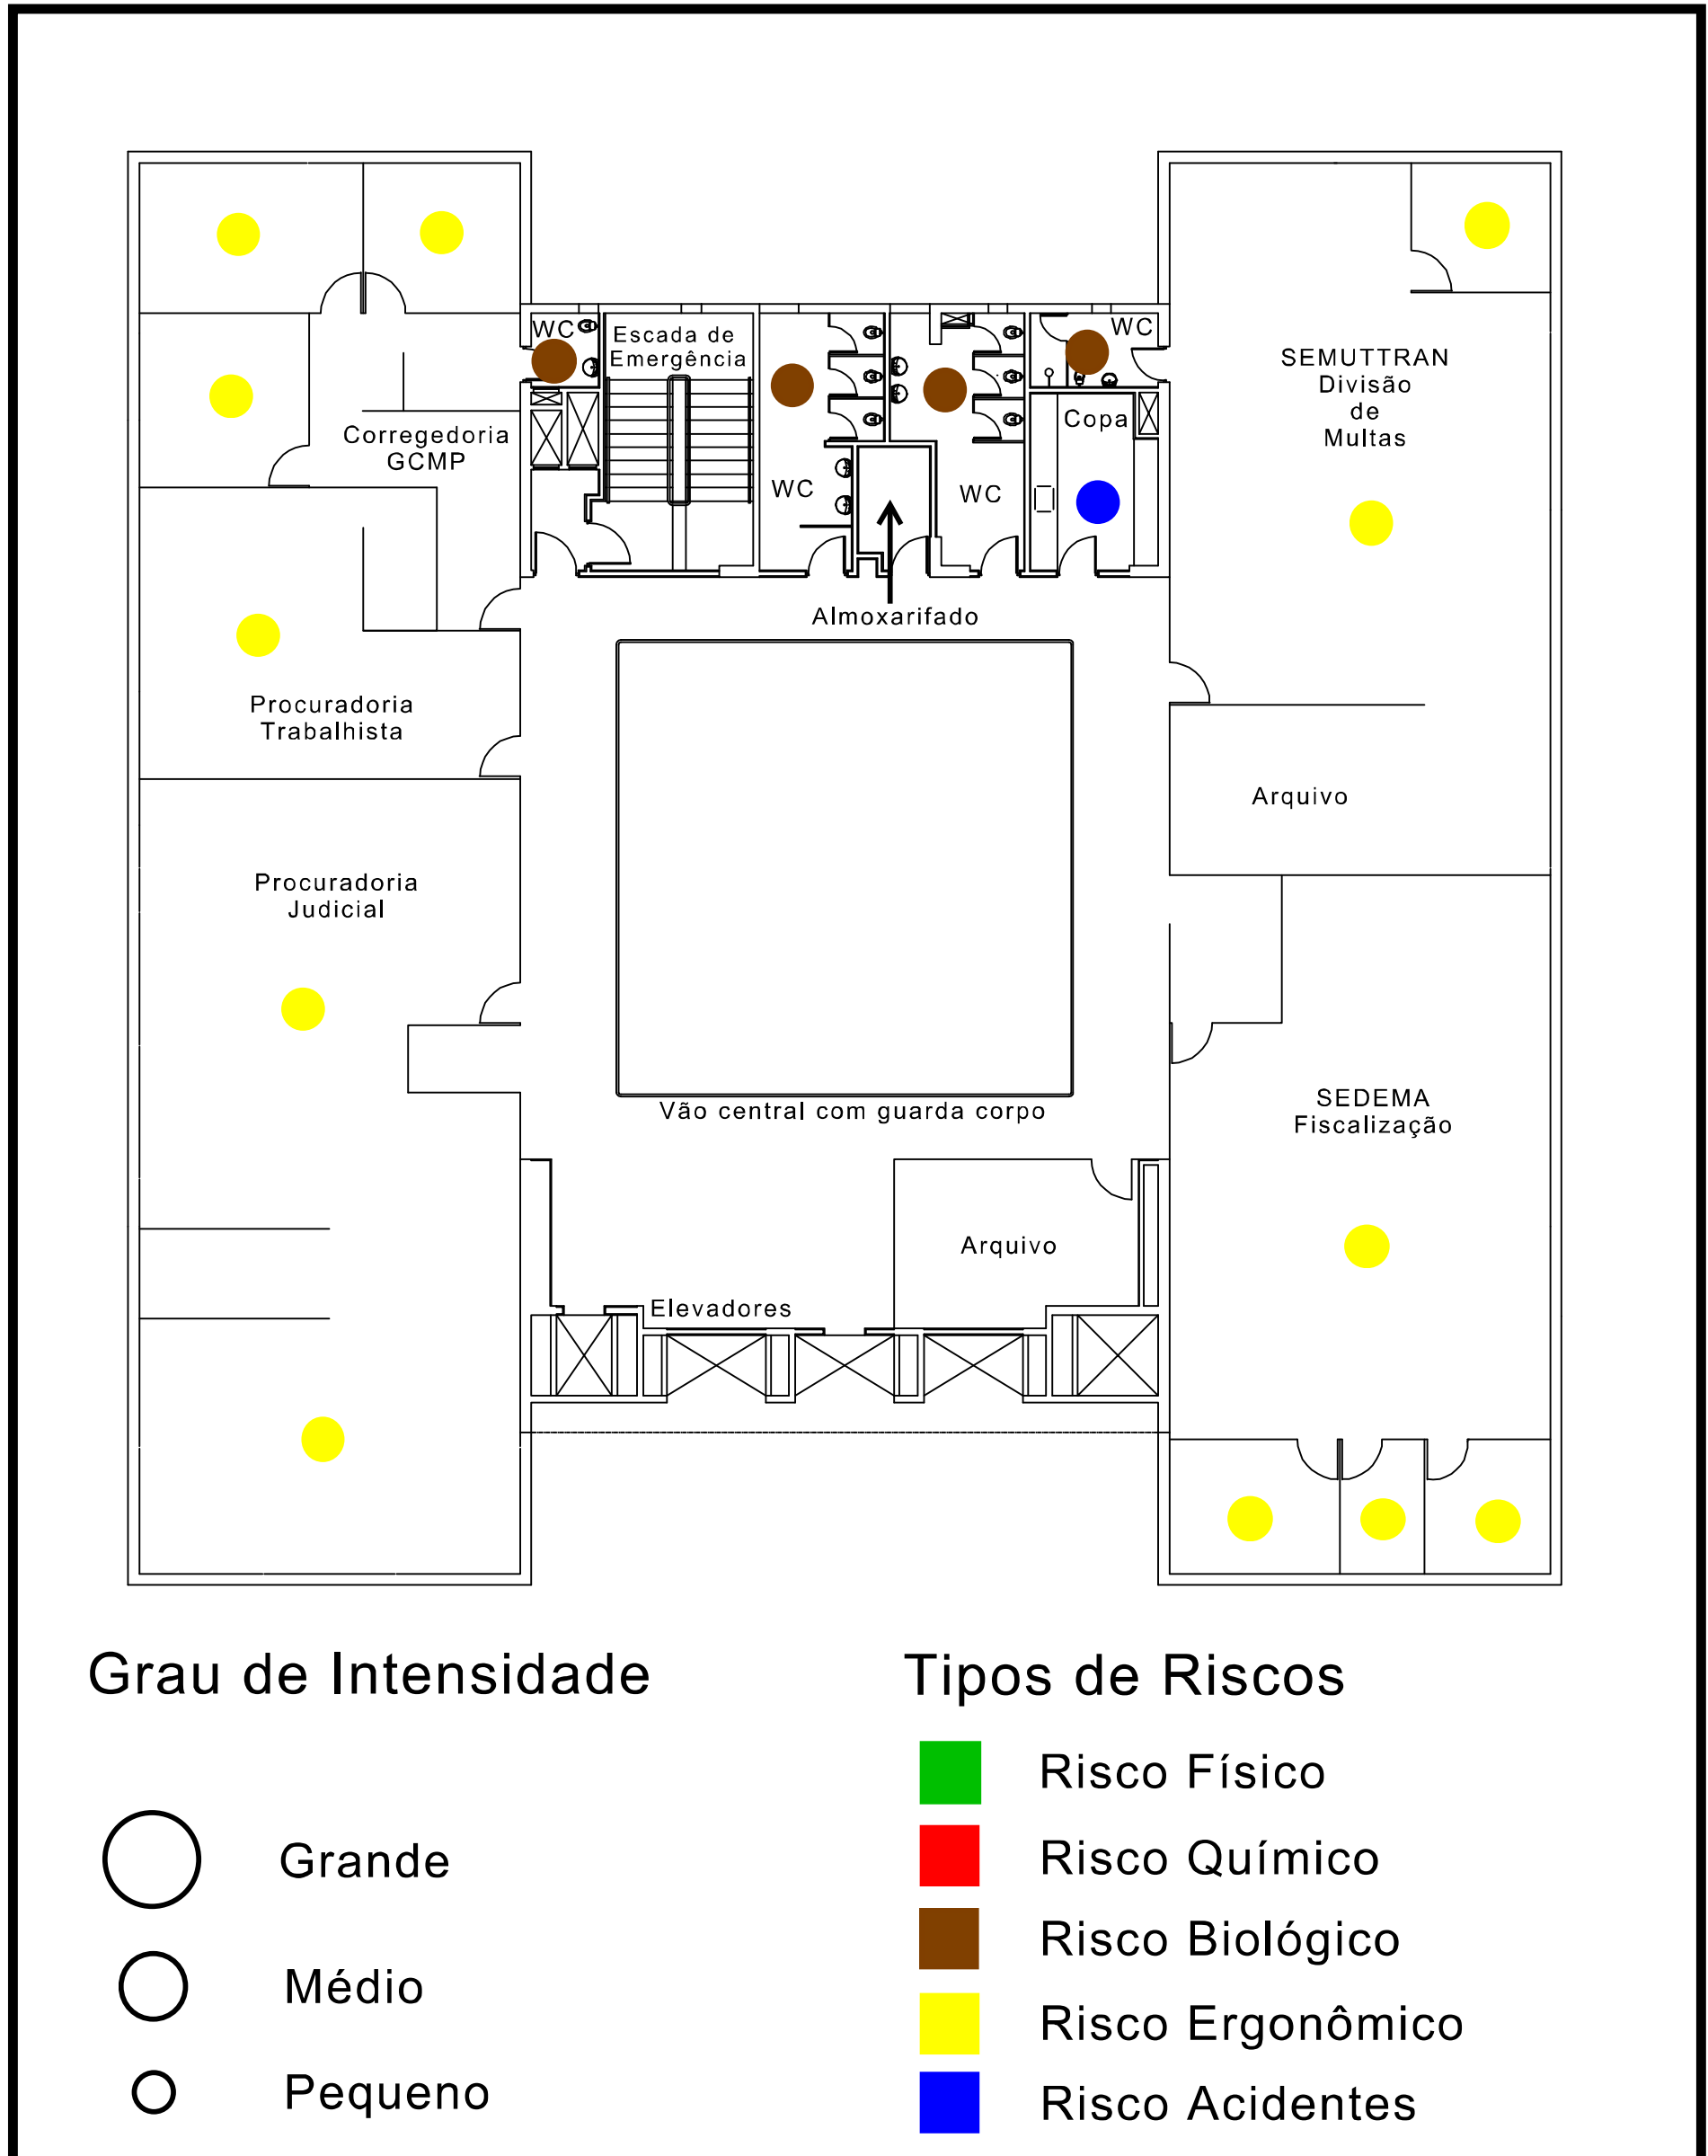 WC
Escada de
Emergência
WC
SEMUTTRAN
Divisão
de
Multas
Corregedoria
GCMP
Copa
WC
WC
Almoxarifado
Procuradoria
Trabalhista
Arquivo
Procuradoria
Judicial
Vão central com guarda corpo
SEDEMA
Fiscalização
Arquivo
Elevadores
Grau de Intensidade
Grande
Médio
Pequeno
Tipos de Riscos
Risco Físico
Risco Químico
Risco Biológico
Risco Ergonômico
Risco Acidentes